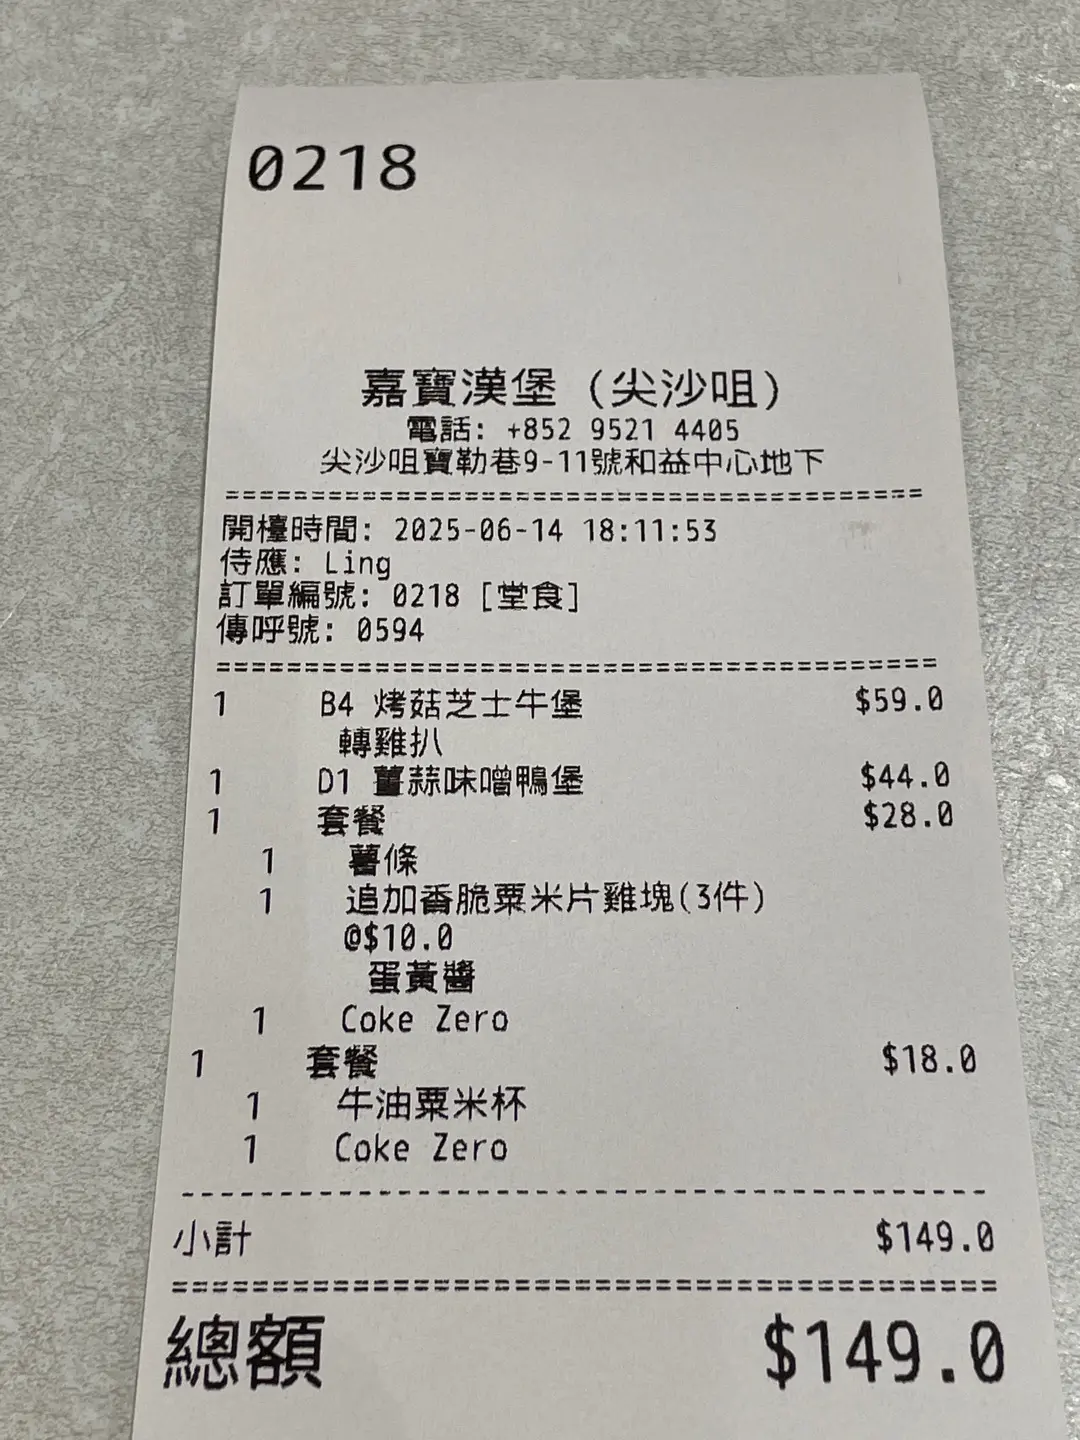 0218
嘉寶漢堡 (尖沙咀)
電話: +852 9521 4405
尖沙咀寶勒巷9-11號和益中心地下
========================================
開檯時間: 2025-06-14 18:11:53
侍應: Ling
訂單編號: 0218 [堂食]
傳呼號: 0594
========================================
1 B4 烤菇芝士牛堡 $59.0
轉雞扒
1 D1 薑蒜味噌鴨堡 $44.0
1 套餐 $28.0
1 薯條
1 追加香脆粟米片雞塊(3件)
@$10.0
蛋黃醬
1 Coke Zero
1 套餐 $18.0
1 牛油粟米杯
1 Coke Zero
----------------------------------------
小計 $149.0
========================================
總額 $149.0